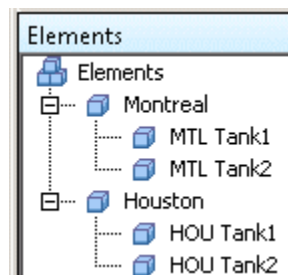 Elements
Elements
Montreal
MTL Tank1
MTL Tank2
Houston
HOU Tank1
HOU Tank2